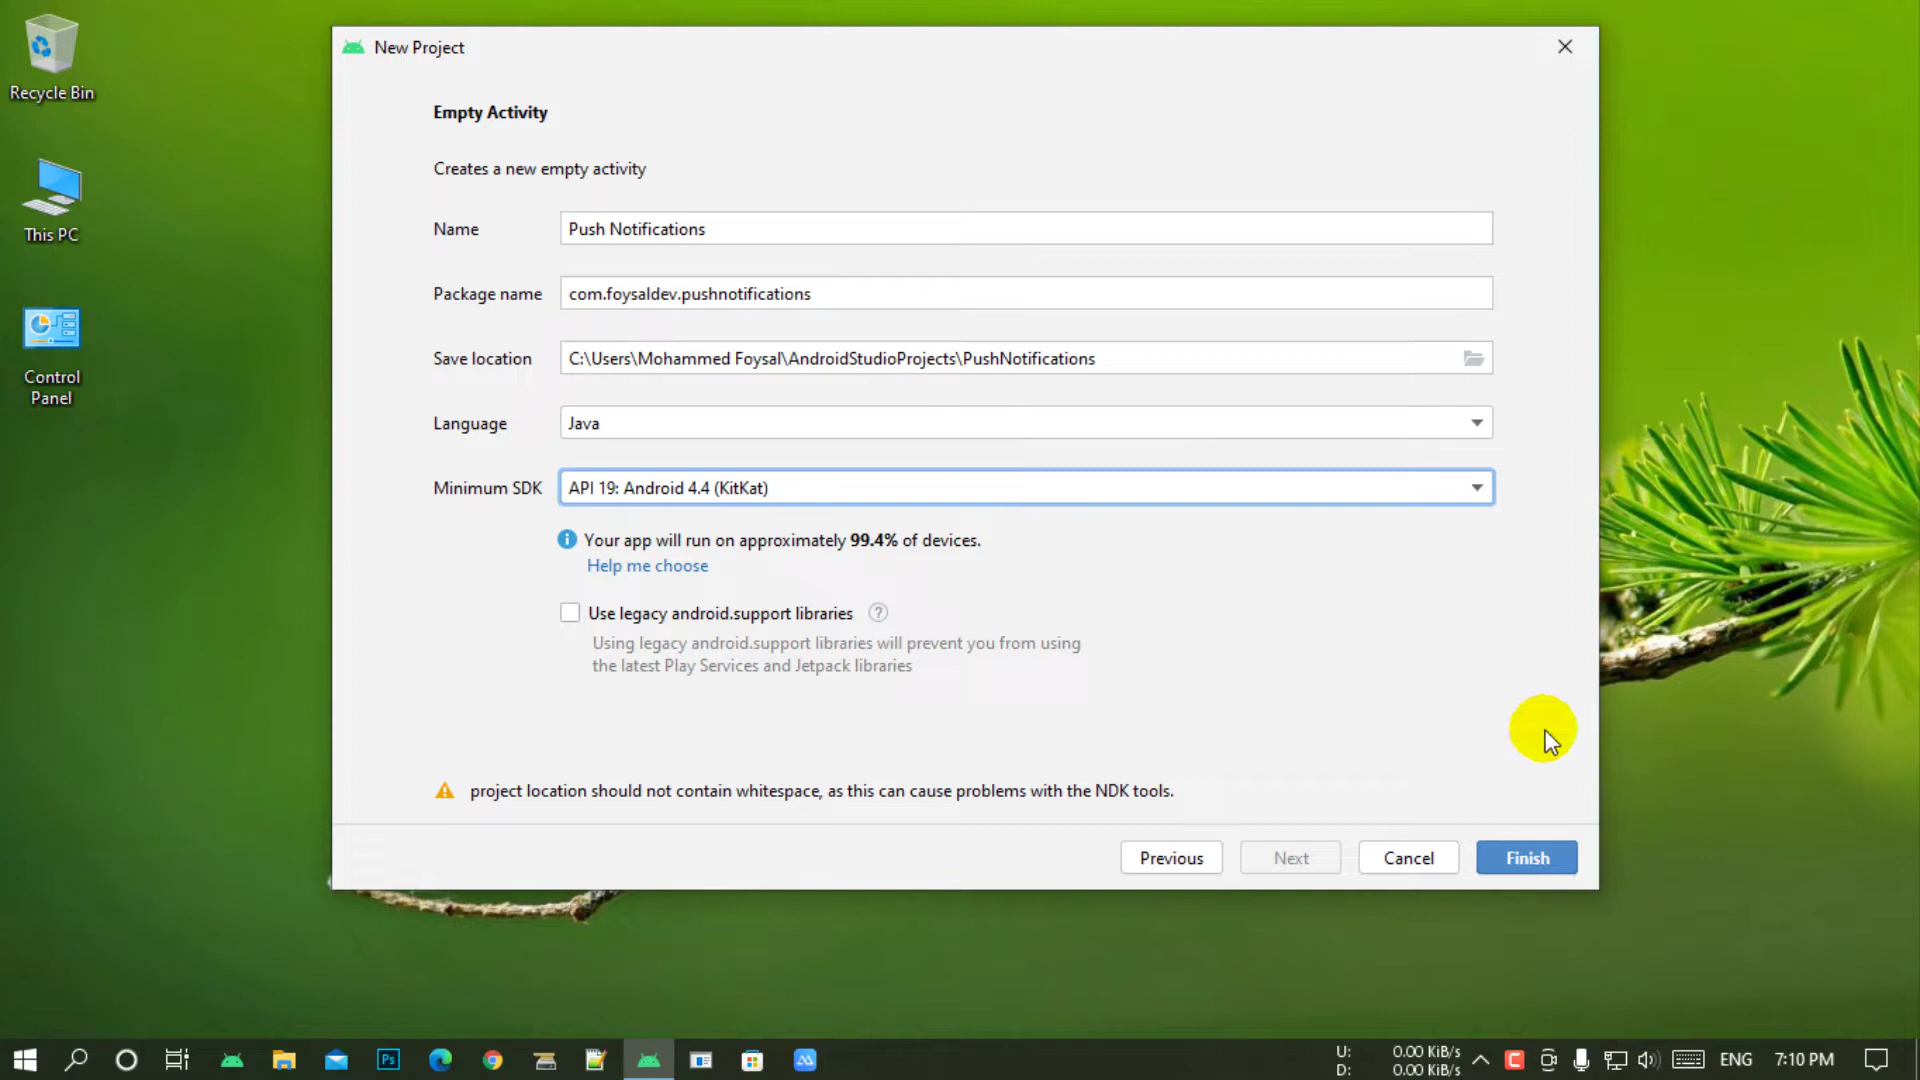 Recycle Bin
This PC
Control
Panel
New Project
Empty Activity
Creates a new empty activity
Name
Push Notifications
Package name
com.foysaldev.pushnotifications
Save location
C:\Users\Mohammed Foysal\AndroidStudioProjects\PushNotifications
Language
Java
Minimum SDK
API 19: Android 4.4 (KitKat)
Your app will run on approximately 99.4% of devices.
Help me choose
Use legacy android.support libraries
Using legacy android.support libraries will prevent you from using
the latest Play Services and Jetpack libraries
project location should not contain whitespace, as this can cause problems with the NDK tools.
Previous
Next
Cancel
Finish
Ps
U: 0.00 KiB/s
D: 0.00 KiB/s
ENG
7:10 PM